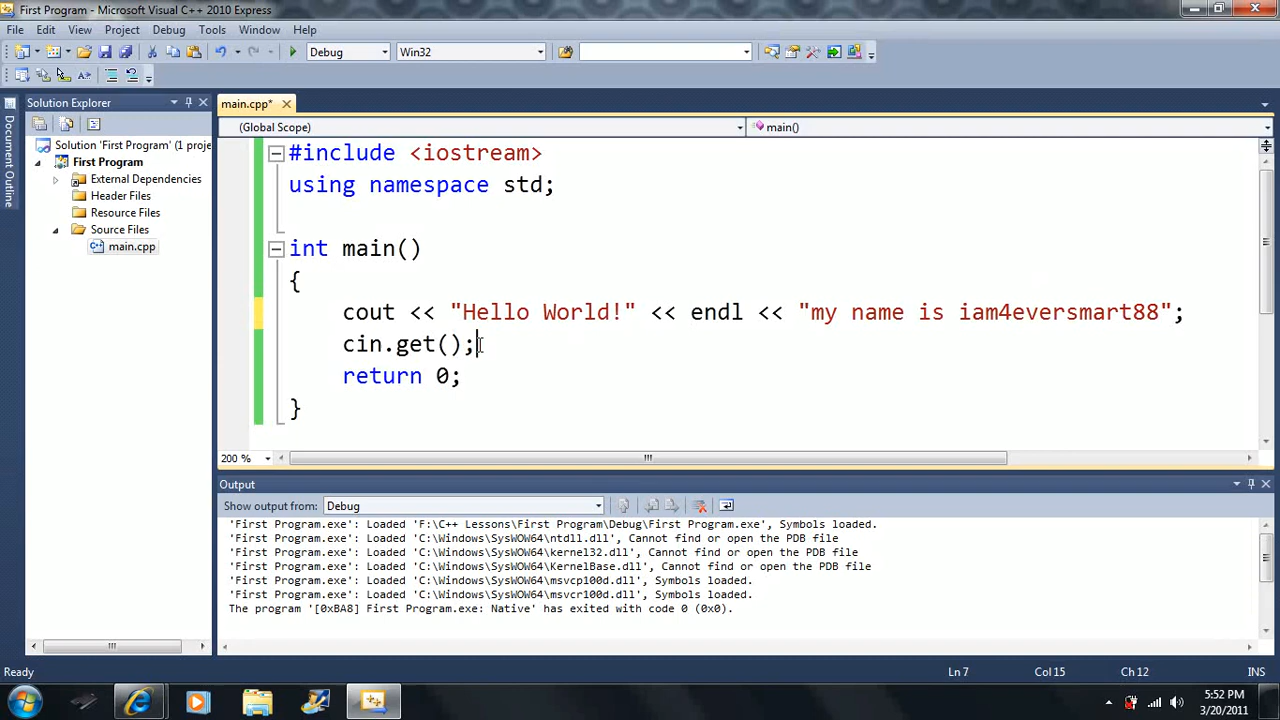 First Program - Microsoft Visual C++ 2010 Express
File Edit View Project Debug Tools Window Help
Debug Win32
Document Outline
Solution Explorer
Solution 'First Program' (1 proje
First Program
External Dependencies
Header Files
Resource Files
Source Files
main.cpp
main.cpp*
(Global Scope) main()
#include <iostream>
using namespace std;
int main()
{
cout << "Hello World!" << endl << "my name is iam4eversmart88";
cin.get();
return 0;
}
200 %
Output
Show output from: Debug
'First Program.exe': Loaded 'F:\C++ Lessons\First Program\Debug\First Program.exe', Symbols loaded.
'First Program.exe': Loaded 'C:\Windows\SysWOW64\ntdll.dll', Cannot find or open the PDB file
'First Program.exe': Loaded 'C:\Windows\SysWOW64\kernel32.dll', Cannot find or open the PDB file
'First Program.exe': Loaded 'C:\Windows\SysWOW64\KernelBase.dll', Cannot find or open the PDB file
'First Program.exe': Loaded 'C:\Windows\SysWOW64\msvcp100d.dll', Symbols loaded.
'First Program.exe': Loaded 'C:\Windows\SysWOW64\msvcr100d.dll', Symbols loaded.
The program '[0xBA8] First Program.exe: Native' has exited with code 0 (0x0).
Ready Ln 7 Col 15 Ch 12 INS
5:52 PM
3/20/2011